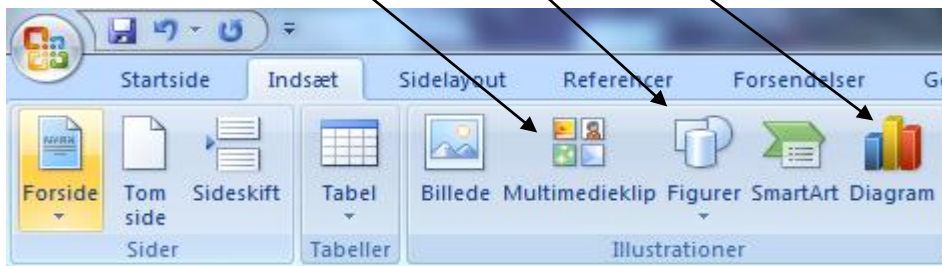 Startside Indsæt Sidelayout Referencer Forsendelser
Forside Tom side Sideskift Tabel Billede Multimedieklip Figurer SmartArt Diagram
Sider Tabeller Illustrationer